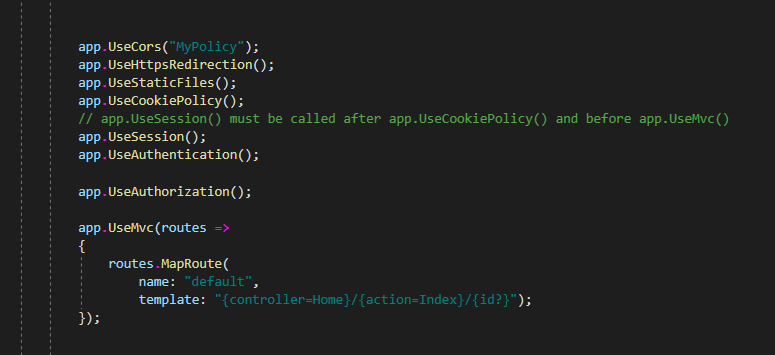 app.UseCors("MyPolicy");
app.UseHttpsRedirection();
app.UseStaticFiles();
app.UseCookiePolicy();
// app.UseSession() must be called after app.UseCookiePolicy() and before app.UseMvc()
app.UseSession();
app.UseAuthentication();
app.UseAuthorization();
app.UseMvc(routes =>
{
routes.MapRoute(
name: "default",
template: "{controller=Home}/{action=Index}/{id?}");
});